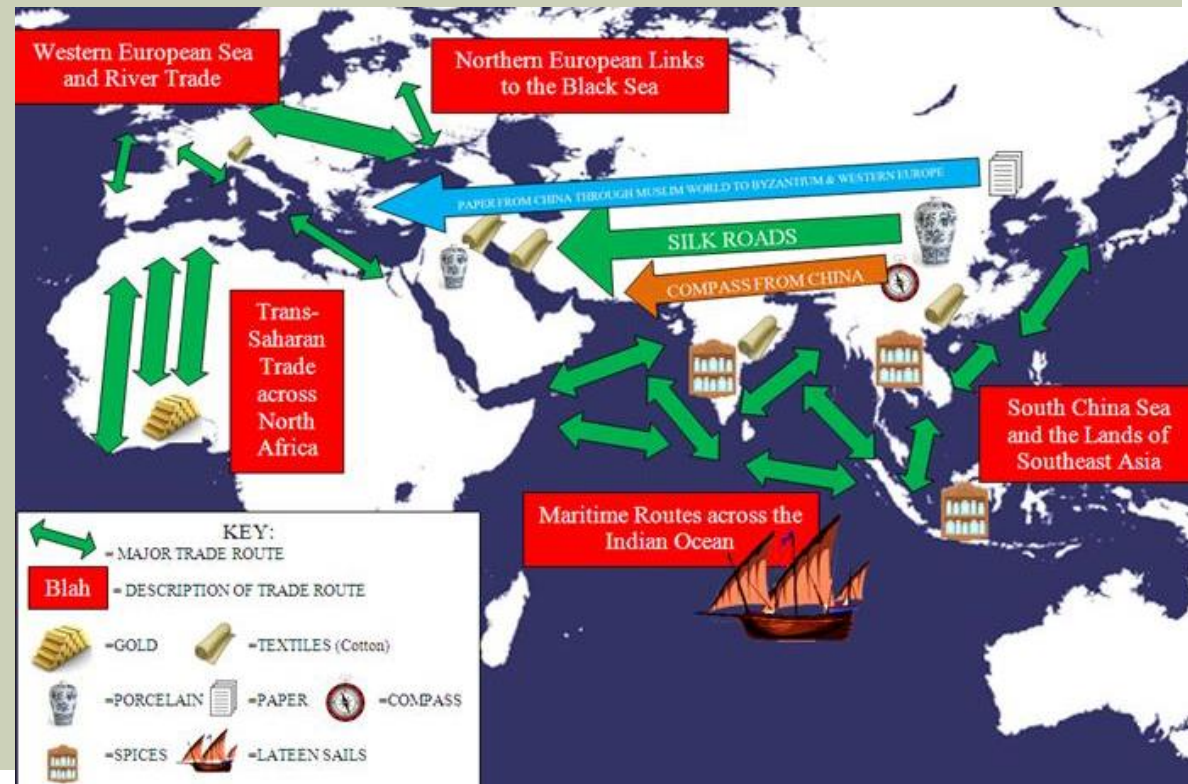 Western European Sea
and River Trade
Northern European Links
to the Black Sea
PAPER FROM CHINA THROUGH MUSLIM WORLD TO BYZANTIUM & WESTERN EUROPE
SILK ROADS
COMPASS FROM CHINA
Trans-
Saharan
Trade
across
North
Africa
South China Sea
and the Lands of
Southeast Asia
Maritime Routes across the
Indian Ocean
KEY:
= MAJOR TRADE ROUTE
Blah = DESCRIPTION OF TRADE ROUTE
=GOLD =TEXTILES (Cotton)
=PORCELAIN =PAPER =COMPASS
=SPICES =LATEEN SAILS